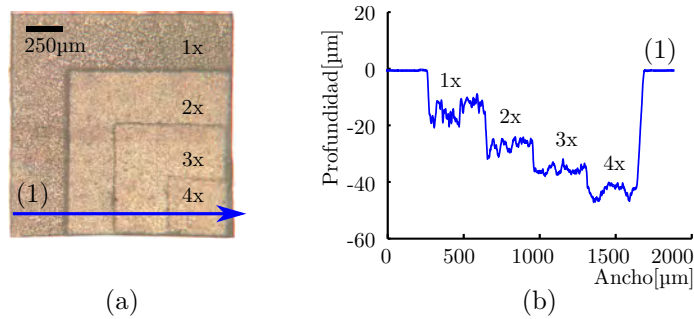 250µm
1x
2x
3x
4x
(1)
(a)
Profundidad[µm]
20
0
-20
-40
-60
1x
2x
3x
4x
(1)
0
500
1000
1500
2000
Ancho[µm]
(b)